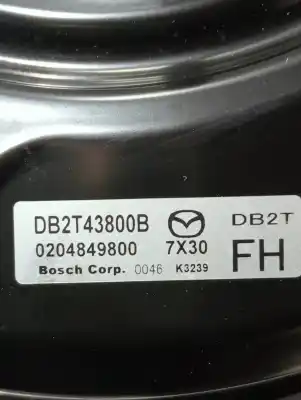 DB2T43800B DB2T
0204849800 7X30 FH
Bosch Corp. 0046 K3239